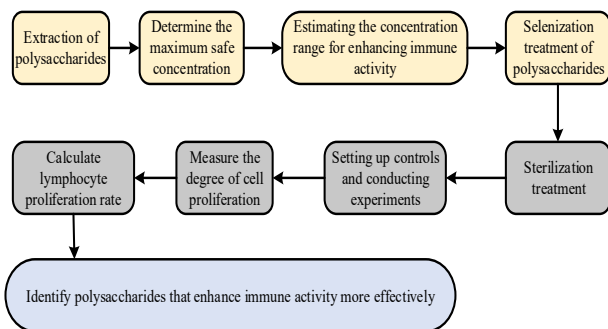 Extraction of
polysaccharides
Determine the
maximum safe
concentration
Estimating the concentration
range for enhancing immune
activity
Selenization
treatment of
polysaccharides
Sterilization
treatment
Setting up controls
and conducting
experiments
Measure the
degree of cell
proliferation
Calculate
lymphocyte
proliferation rate
Identify polysaccharides that enhance immune activity more effectively